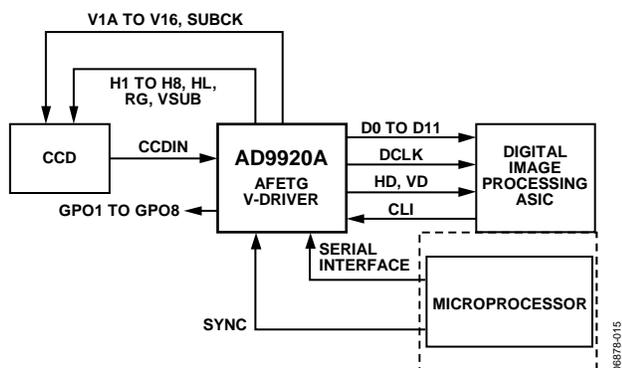 V1A TO V16, SUBCK
H1 TO H8, HL,
RG, VSUB
CCD
CCDIN
AD9920A
AFETG
V-DRIVER
D0 TO D11
DCLK
HD, VD
CLI
DIGITAL
IMAGE
PROCESSING
ASIC
GPO1 TO GPO8
SERIAL
INTERFACE
MICROPROCESSOR
SYNC
06878-015